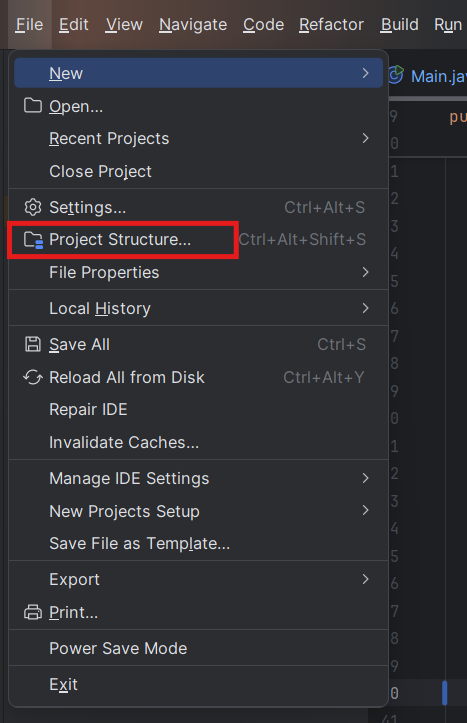 File Edit View Navigate Code Refactor Build Run
New
Main.ja
Open...
9 pu
Recent Projects
0
Close Project
1
2
Settings... Ctrl+Alt+S
3
Project Structure... Ctrl+Alt+Shift+S
4
File Properties
5
Local History
6
Save All Ctrl+S
7
8
Reload All from Disk Ctrl+Alt+Y
9
Repair IDE
0
Invalidate Caches...
1
Manage IDE Settings
2
3
New Projects Setup
4
Save File as Template...
5
Export
6
Print...
7
8
Power Save Mode
9
Exit
0
41